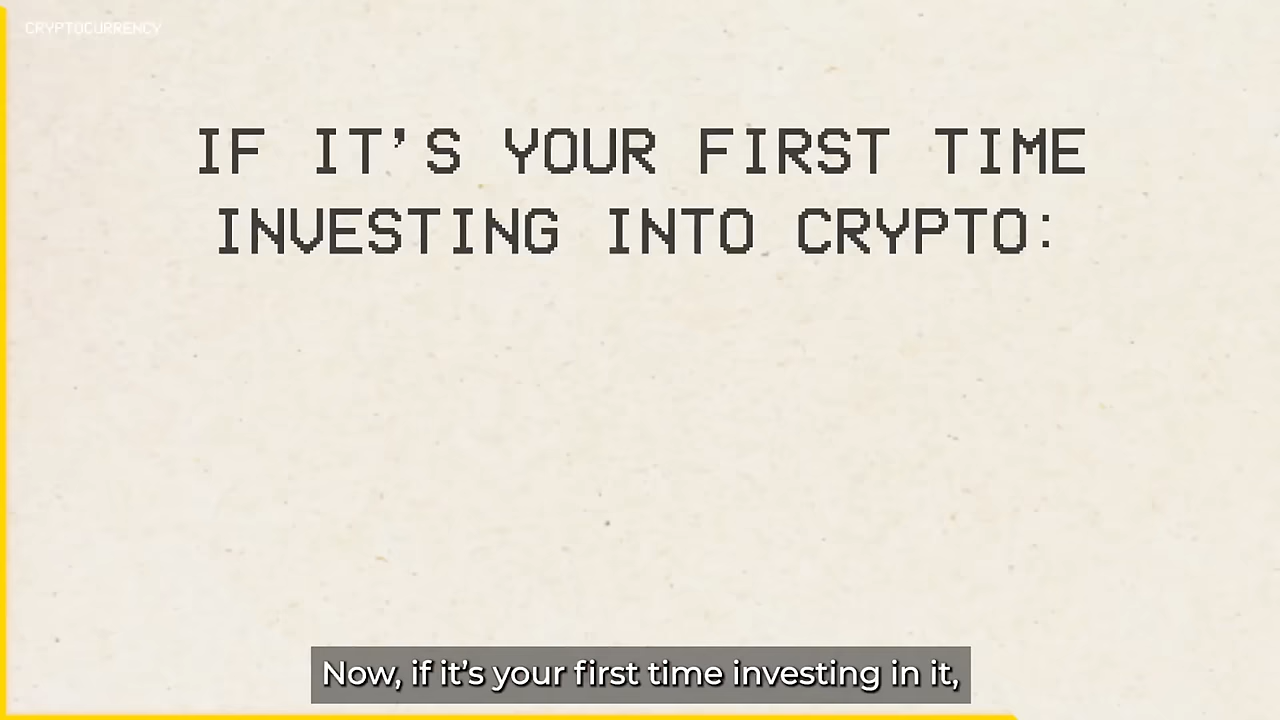 CRYPTOCURRENCY
IF IT’S YOUR FIRST TIME
INVESTING INTO CRYPTO:
Now, if it’s your first time investing in it,